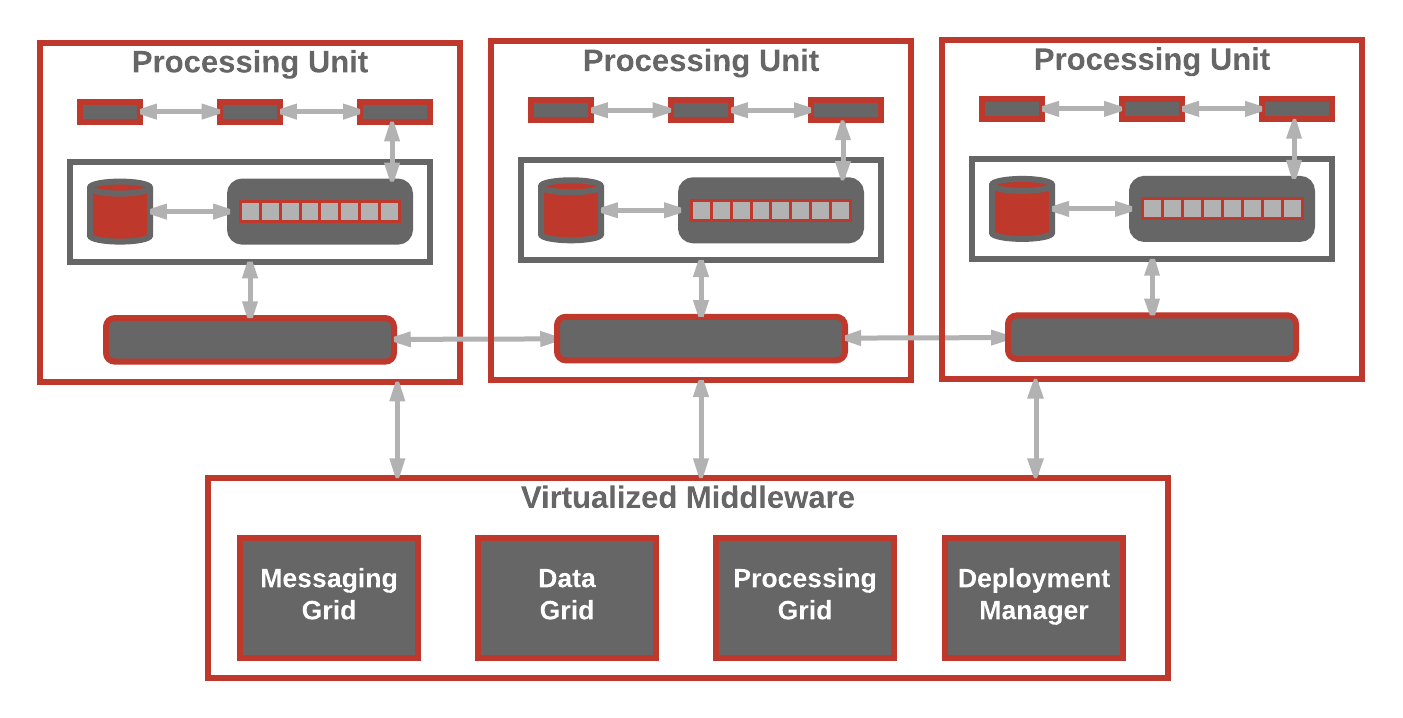 Processing Unit
Processing Unit
Processing Unit
Virtualized Middleware
Messaging
Grid
Data
Grid
Processing
Grid
Deployment
Manager